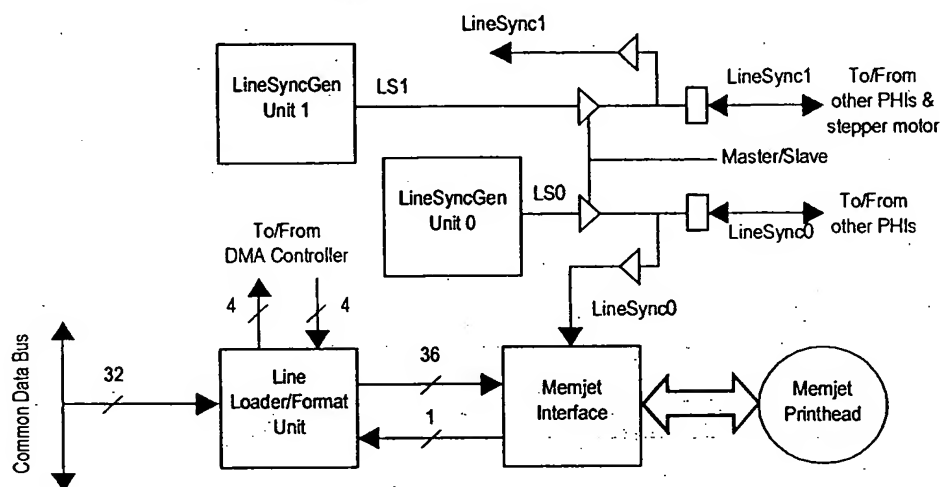 LineSync1
LineSyncGen
Unit 1
LS1
LineSync1
To/From
other PHIs &
stepper motor
Master/Slave
LineSyncGen
Unit 0
LS0
To/From
other PHIs
LineSync0
To/From
DMA Controller
4
4
LineSync0
Common Data Bus
32
Line
Loader/Format
Unit
36
1
Memjet
Interface
Memjet
Printhead